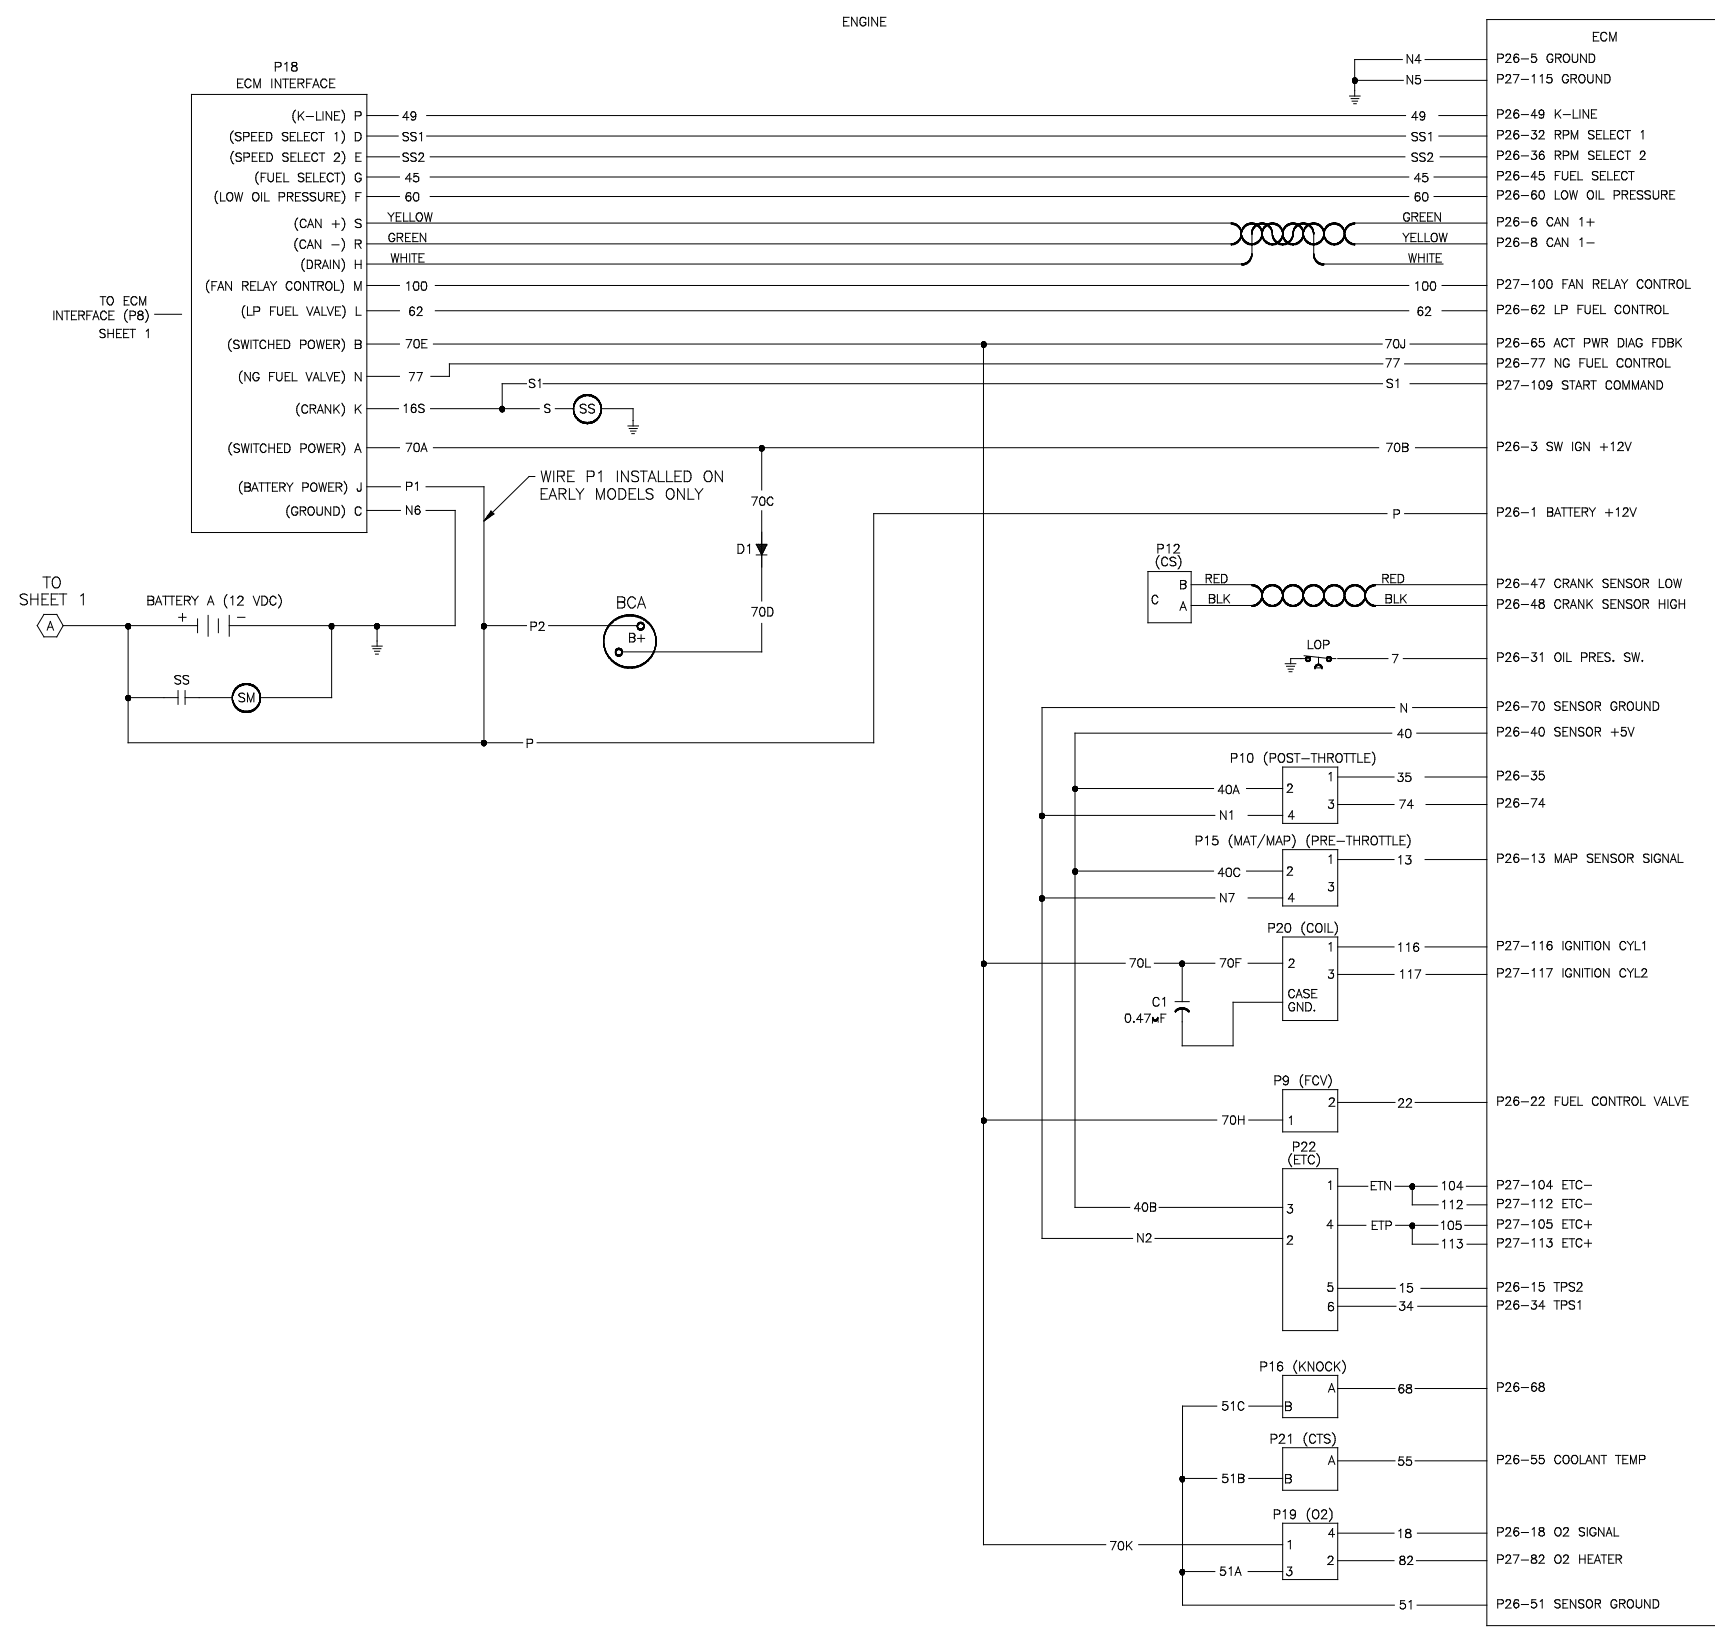 ENGINE
ECM
P18
ECM INTERFACE
N4 P26-5 GROUND
N5 P27-115 GROUND
(K-LINE) P 49 49 P26-49 K-LINE
(SPEED SELECT 1) D SS1 SS1 P26-32 RPM SELECT 1
(SPEED SELECT 2) E SS2 SS2 P26-36 RPM SELECT 2
(FUEL SELECT) G 45 45 P26-45 FUEL SELECT
(LOW OIL PRESSURE) F 60 60 P26-60 LOW OIL PRESSURE
(CAN +) S YELLOW GREEN P26-6 CAN 1+
(CAN -) R GREEN YELLOW P26-8 CAN 1-
(DRAIN) H WHITE WHITE
(FAN RELAY CONTROL) M 100 100 P27-100 FAN RELAY CONTROL
TO ECM
INTERFACE (P8)
SHEET 1
(LP FUEL VALVE) L 62 62 P26-62 LP FUEL CONTROL
(SWITCHED POWER) B 70E 70J P26-65 ACT PWR DIAG FDBK
(NG FUEL VALVE) N 77 77 P26-77 NG FUEL CONTROL
S1 S1 P27-109 START COMMAND
(CRANK) K 16S S SS
(SWITCHED POWER) A 70A 70B P26-3 SW IGN +12V
(BATTERY POWER) J P1
WIRE P1 INSTALLED ON
EARLY MODELS ONLY
70C
(GROUND) C N6 P P26-1 BATTERY +12V
D1
P12
(CS)
B RED RED P26-47 CRANK SENSOR LOW
C
A BLK BLK P26-48 CRANK SENSOR HIGH
TO
SHEET 1
A
BATTERY A (12 VDC)
+ -
BCA
70D
P2
B+
LOP
7 P26-31 OIL PRES. SW.
SS
SM
P
N P26-70 SENSOR GROUND
40 P26-40 SENSOR +5V
P10 (POST-THROTTLE)
1 35 P26-35
40A 2
3 74 P26-74
N1 4
P15 (MAT/MAP) (PRE-THROTTLE)
1 13 P26-13 MAP SENSOR SIGNAL
40C 2
3
N7 4
P20 (COIL)
1 116 P27-116 IGNITION CYL1
70L 70F 2
3 117 P27-117 IGNITION CYL2
CASE
GND.
C1
0.47µF
P9 (FCV)
2 22 P26-22 FUEL CONTROL VALVE
70H 1
P22
(ETC)
1 ETN 104 P27-104 ETC-
112 P27-112 ETC-
40B 3
4 ETP 105 P27-105 ETC+
N2 2
113 P27-113 ETC+
5 15 P26-15 TPS2
6 34 P26-34 TPS1
P16 (KNOCK)
A 68 P26-68
51C B
P21 (CTS)
A 55 P26-55 COOLANT TEMP
51B B
P19 (O2)
4 18 P26-18 O2 SIGNAL
70K 1
2 82 P27-82 O2 HEATER
51A 3
51 P26-51 SENSOR GROUND